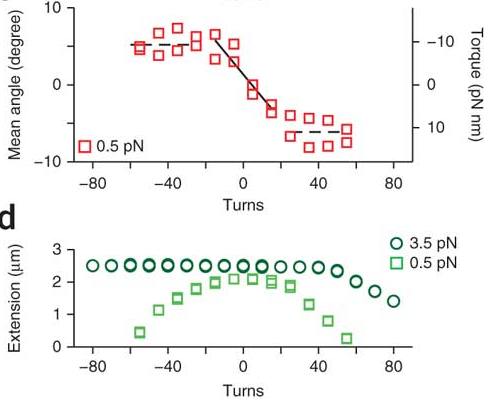 10
0
−10
Mean angle (degree)
−10
0
10
Torque (pN nm)
0.5 pN
−80 −40 0 40 80
Turns
d
3
2
1
0
Extension (μm)
3.5 pN
0.5 pN
−80 −40 0 40 80
Turns